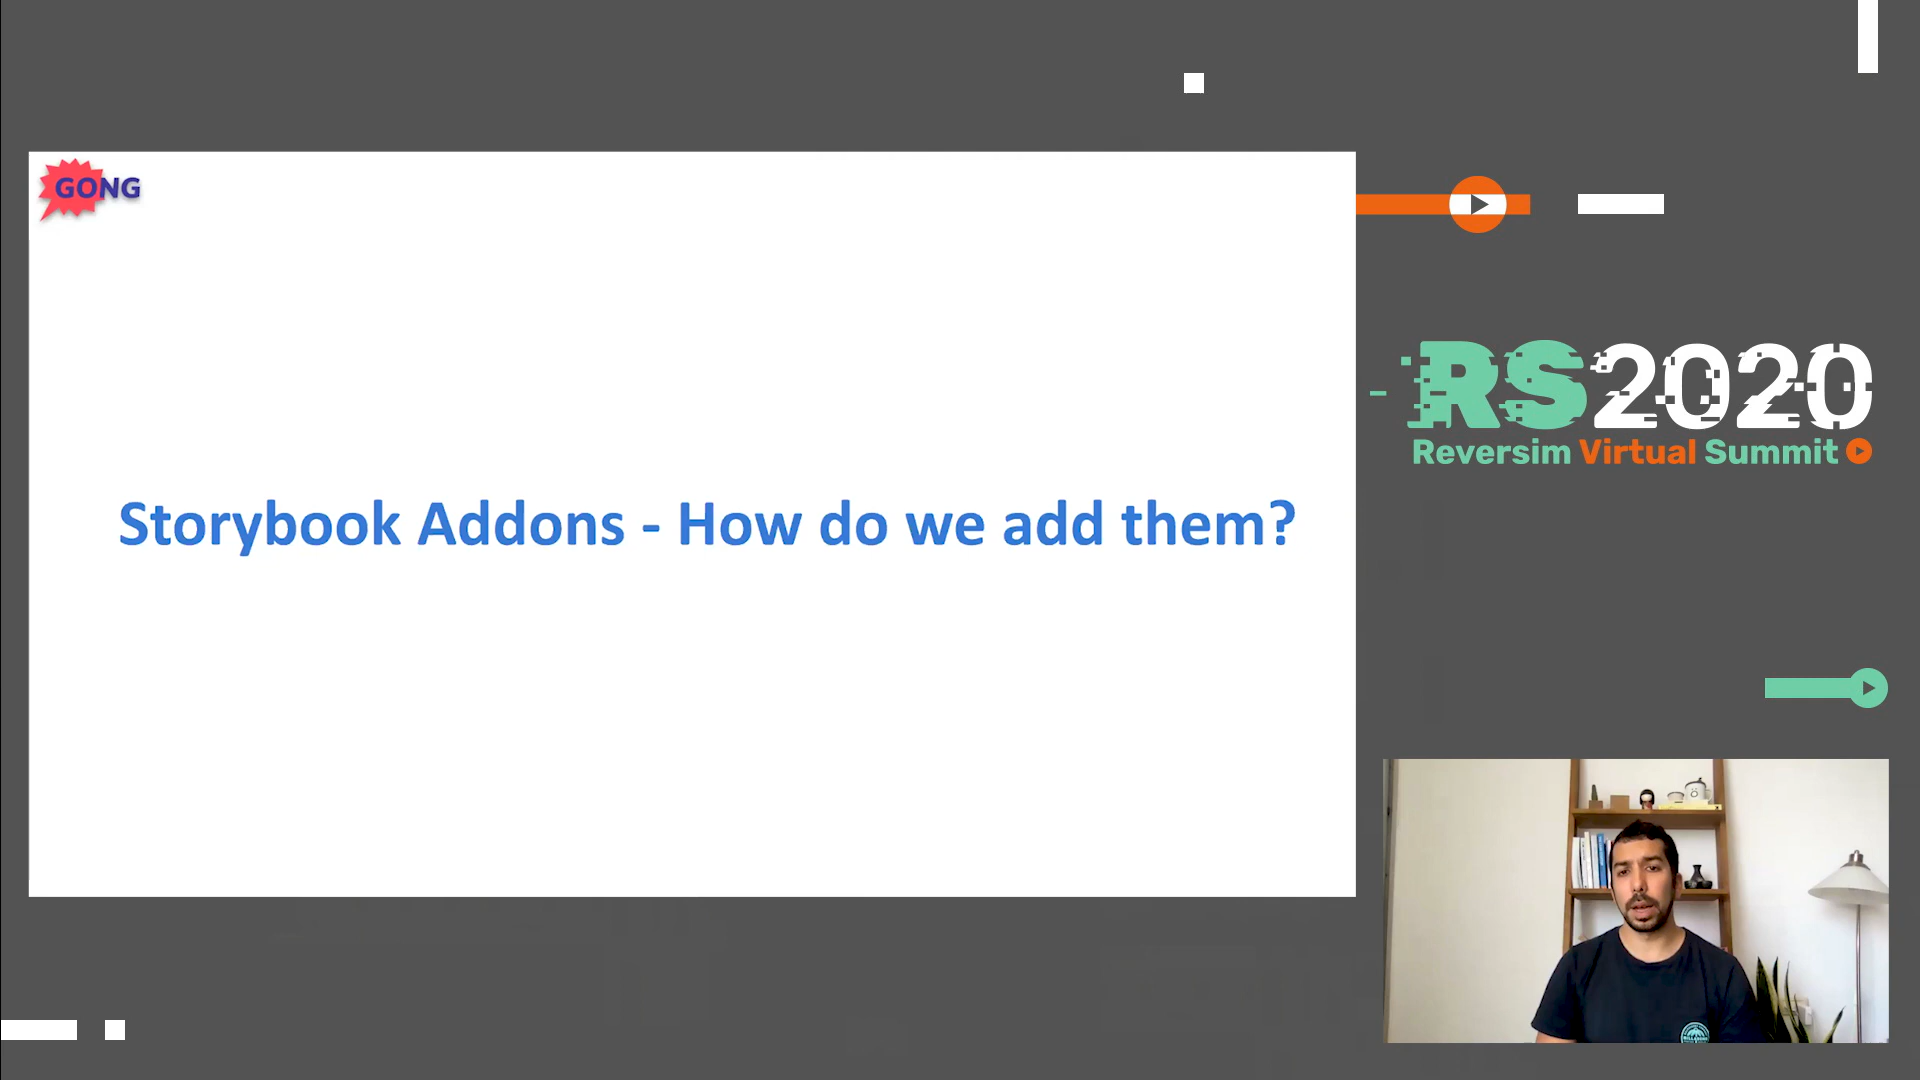 GONG
Storybook Addons - How do we add them?
RS2020
Reversim Virtual Summit